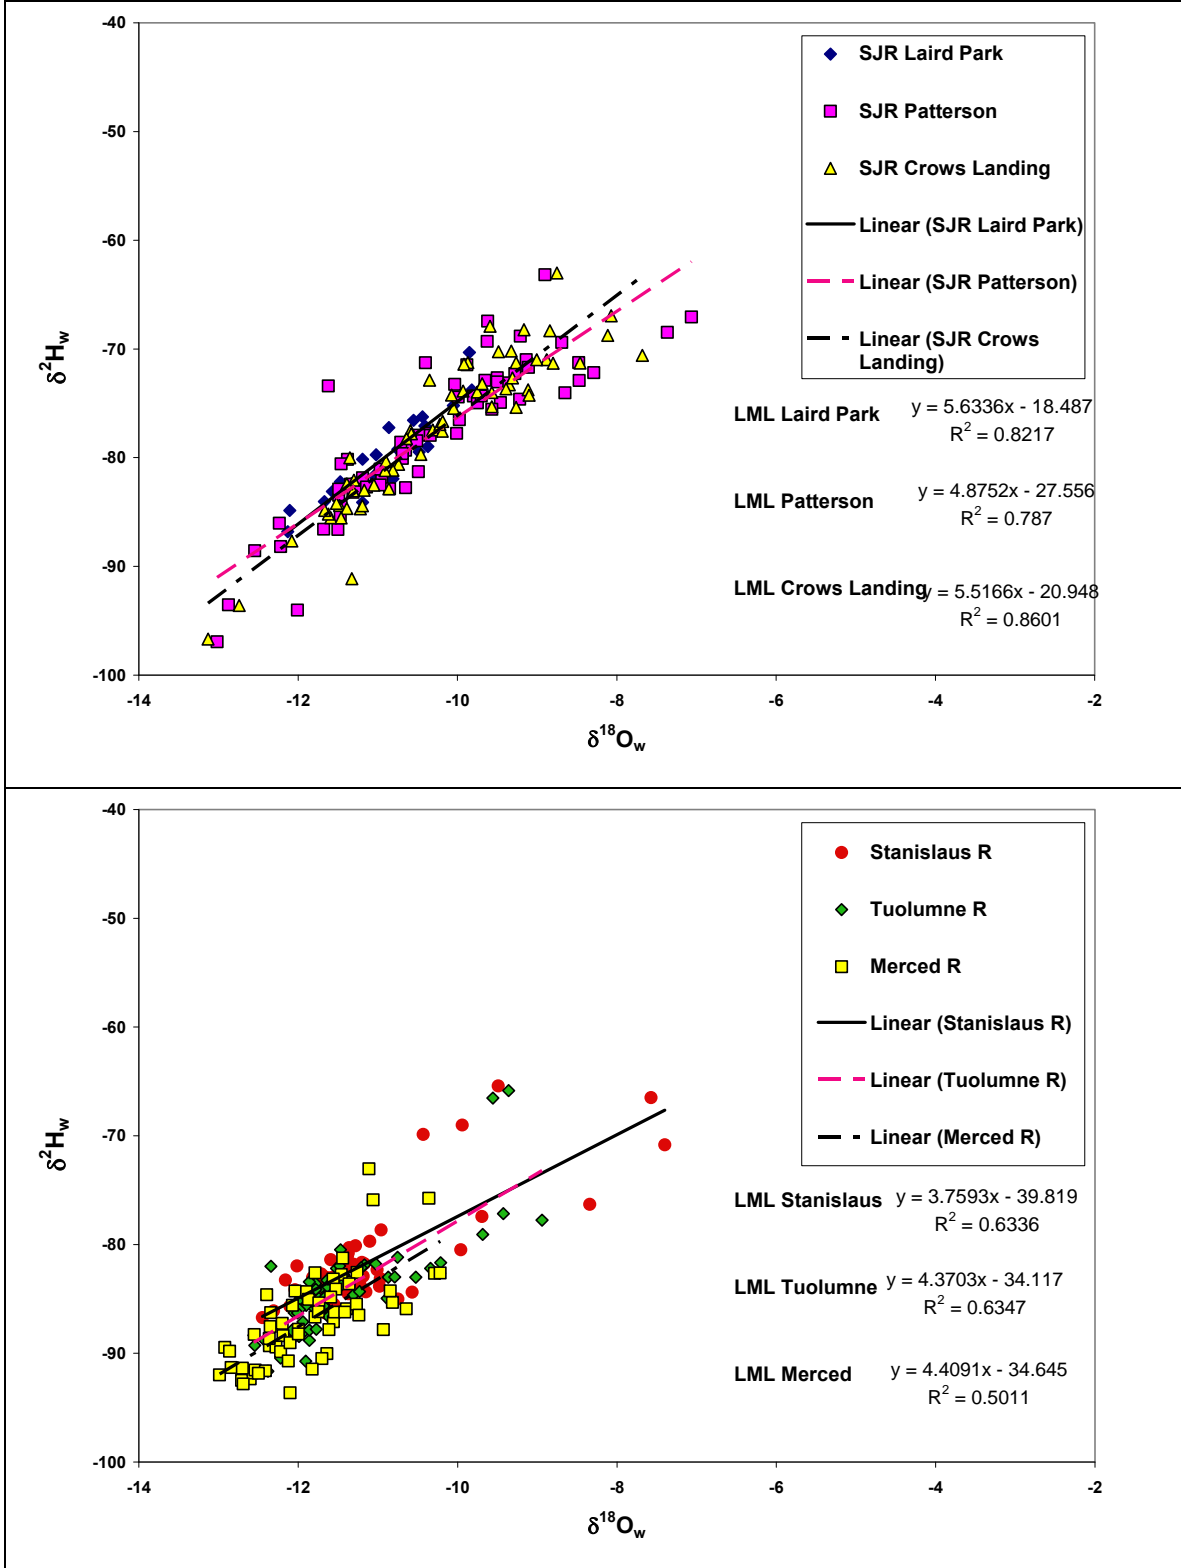 -40
-50
-60
-70
-80
-90
-100
-14
-12
-10
-8
-6
-4
-2
δ²H_w
δ¹⁸O_w
SJR Laird Park
SJR Patterson
SJR Crows Landing
Linear (SJR Laird Park)
Linear (SJR Patterson)
Linear (SJR Crows
Landing)
LML Laird Park y = 5.6336x - 18.487
R² = 0.8217
LML Patterson y = 4.8752x - 27.556
R² = 0.787
LML Crows Landing y = 5.5166x - 20.948
R² = 0.8601
-40
-50
-60
-70
-80
-90
-100
-14
-12
-10
-8
-6
-4
-2
δ²H_w
δ¹⁸O_w
Stanislaus R
Tuolumne R
Merced R
Linear (Stanislaus R)
Linear (Tuolumne R)
Linear (Merced R)
LML Stanislaus y = 3.7593x - 39.819
R² = 0.6336
LML Tuolumne y = 4.3703x - 34.117
R² = 0.6347
LML Merced y = 4.4091x - 34.645
R² = 0.5011